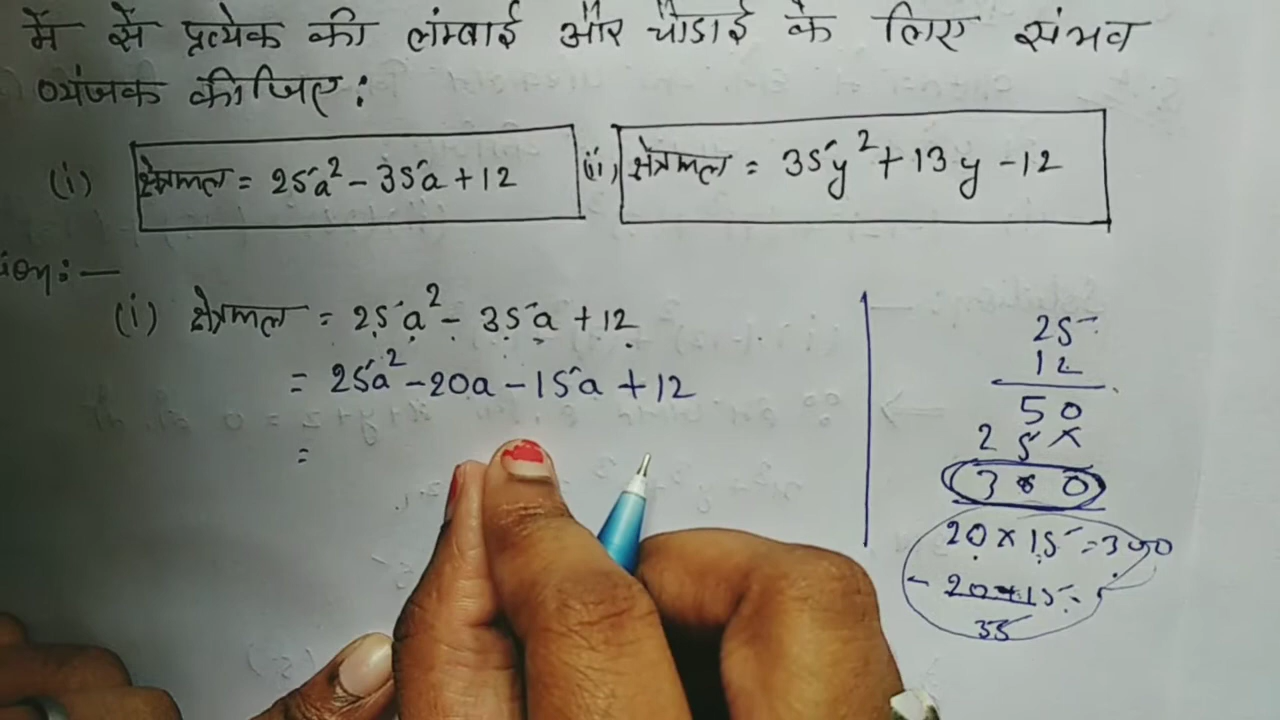 में से प्रत्येक की लंम्बाई और चौडाई के लिए संभव
व्यंजक कीजिए:
(i) क्षेत्रफल = 25a² - 35a + 12 (ii) क्षेत्रफल = 35y² + 13y - 12
ion:—
(i) क्षेत्रफल = 25a² - 35a + 12
= 25a² - 20a - 15a + 12
=
25
12
50
25×
300
20×15 = 300
- 20-15
35